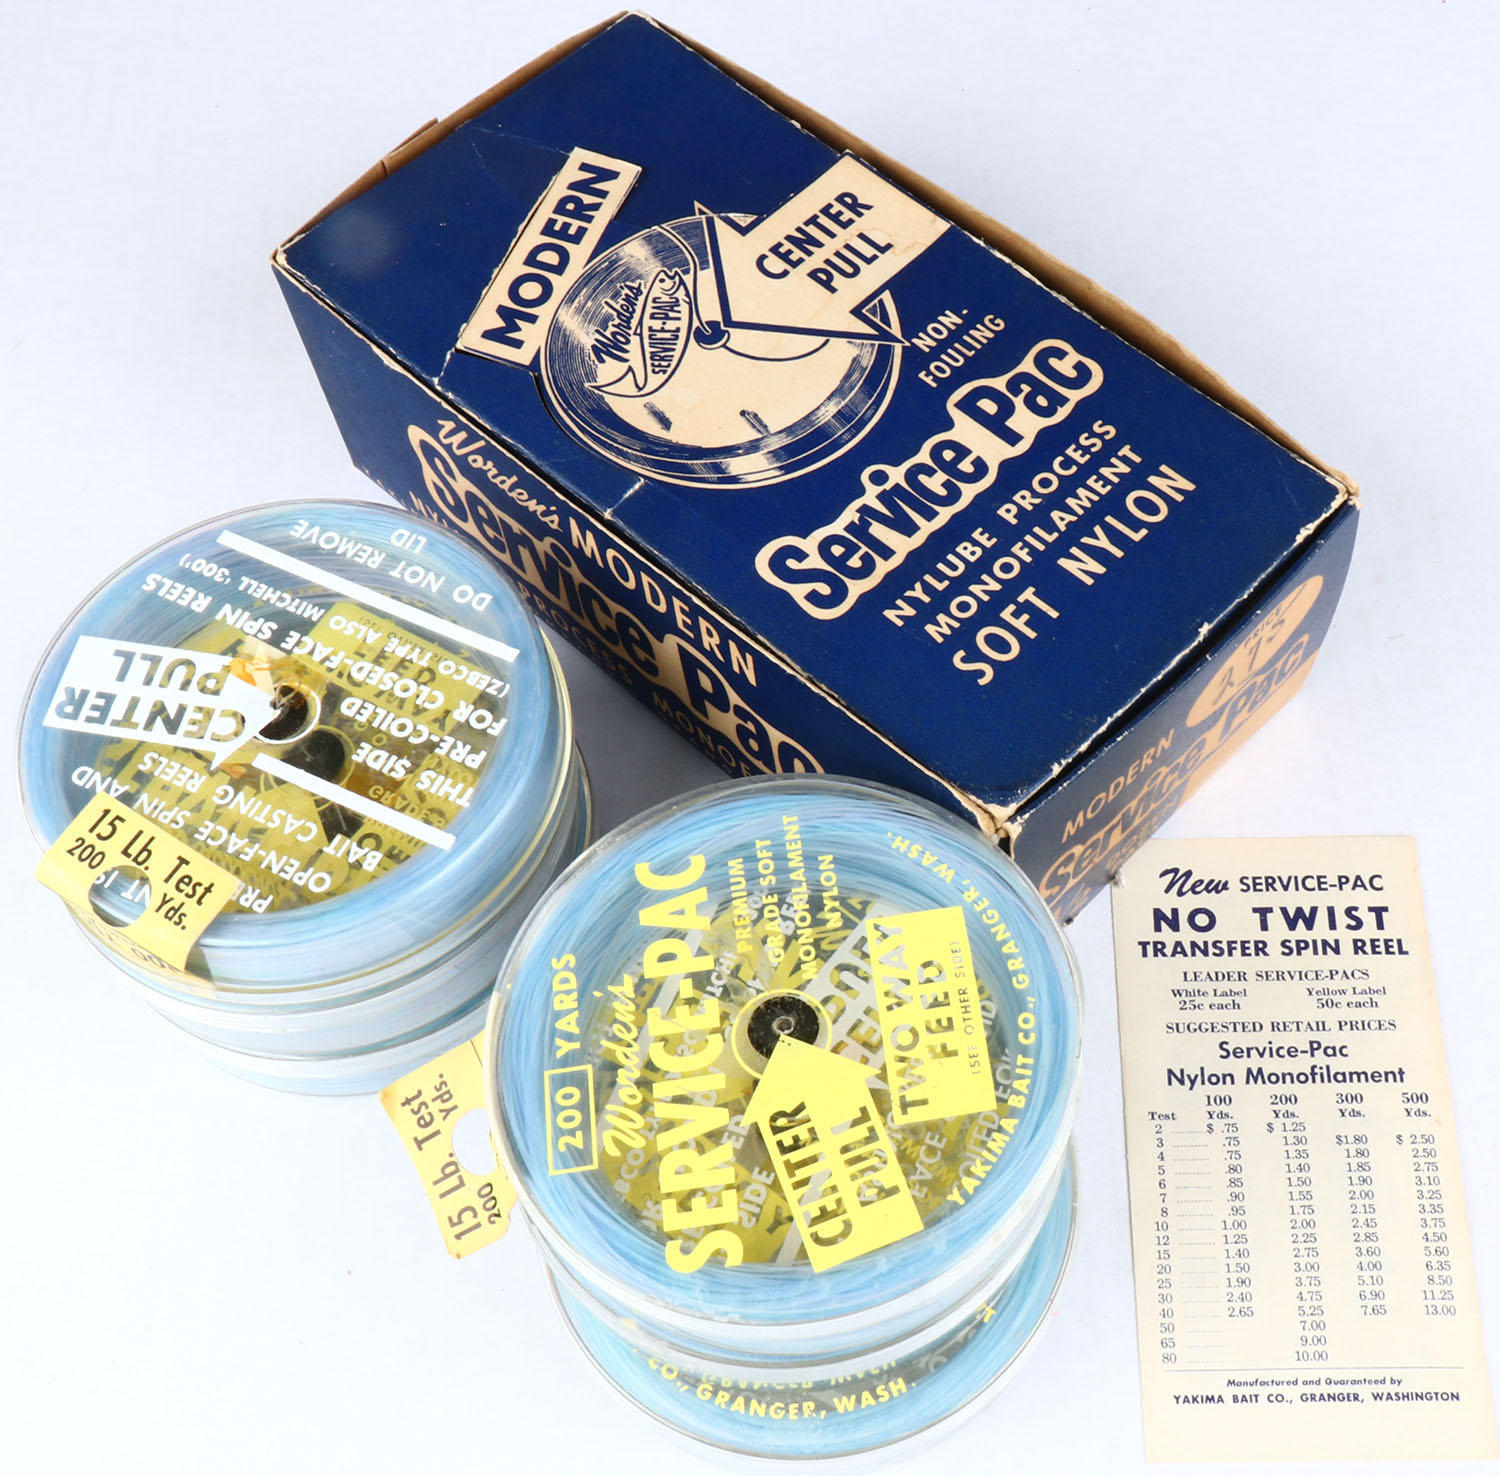 MODERN
CENTER
PULL
Worden's
SERVICE-PAC
NON-
FOULING
Service Pac
NYLUBE PROCESS
MONOFILAMENT
SOFT NYLON
Worden's MODERN
Service Pac
PROCESS MONOF
PRICE
2.75
MODERN
Service Pac
DO NOT REMOVE
LID
(ZEBCO TYPE ALSO MITCHELL '300')
FOR CLOSED-FACE SPIN REELS
PRE-COILED
THIS SIDE
CENTER
PULL
BAIT CASTING REELS
OPEN-FACE SPIN AND
15 Lb. Test
200 Yds.
15 Lb. Test
200 Yds.
200 YARDS
Worden's
SERVICE-PAC
PREMIUM
GRADE SOFT
MONOFILAMENT
NYLON
TWO WAY
FEED
(SEE OTHER SIDE)
CENTER
PULL
YAKIMA BAIT CO., GRANGER, WASH.
CO., GRANGER, WASH.
New SERVICE-PAC
NO TWIST
TRANSFER SPIN REEL
LEADER SERVICE-PACS
White Label Yellow Label
25c each 50c each
SUGGESTED RETAIL PRICES
Service-Pac
Nylon Monofilament
100 200 300 500
Test Yds. Yds. Yds. Yds.
2 $ .75 $ 1.25
3 .75 1.30 $1.80 $ 2.50
4 .75 1.35 1.80 2.50
5 .80 1.40 1.85 2.75
6 .85 1.50 1.90 3.10
7 .90 1.55 2.00 3.25
8 .95 1.75 2.15 3.35
10 1.00 2.00 2.45 3.75
12 1.25 2.25 2.85 4.50
15 1.40 2.75 3.60 5.60
20 1.50 3.00 4.00 6.35
25 1.90 3.75 5.10 8.50
30 2.40 4.75 6.90 11.25
40 2.65 5.25 7.65 13.00
50 7.00
65 9.00
80 10.00
Manufactured and Guaranteed by
YAKIMA BAIT CO., GRANGER, WASHINGTON